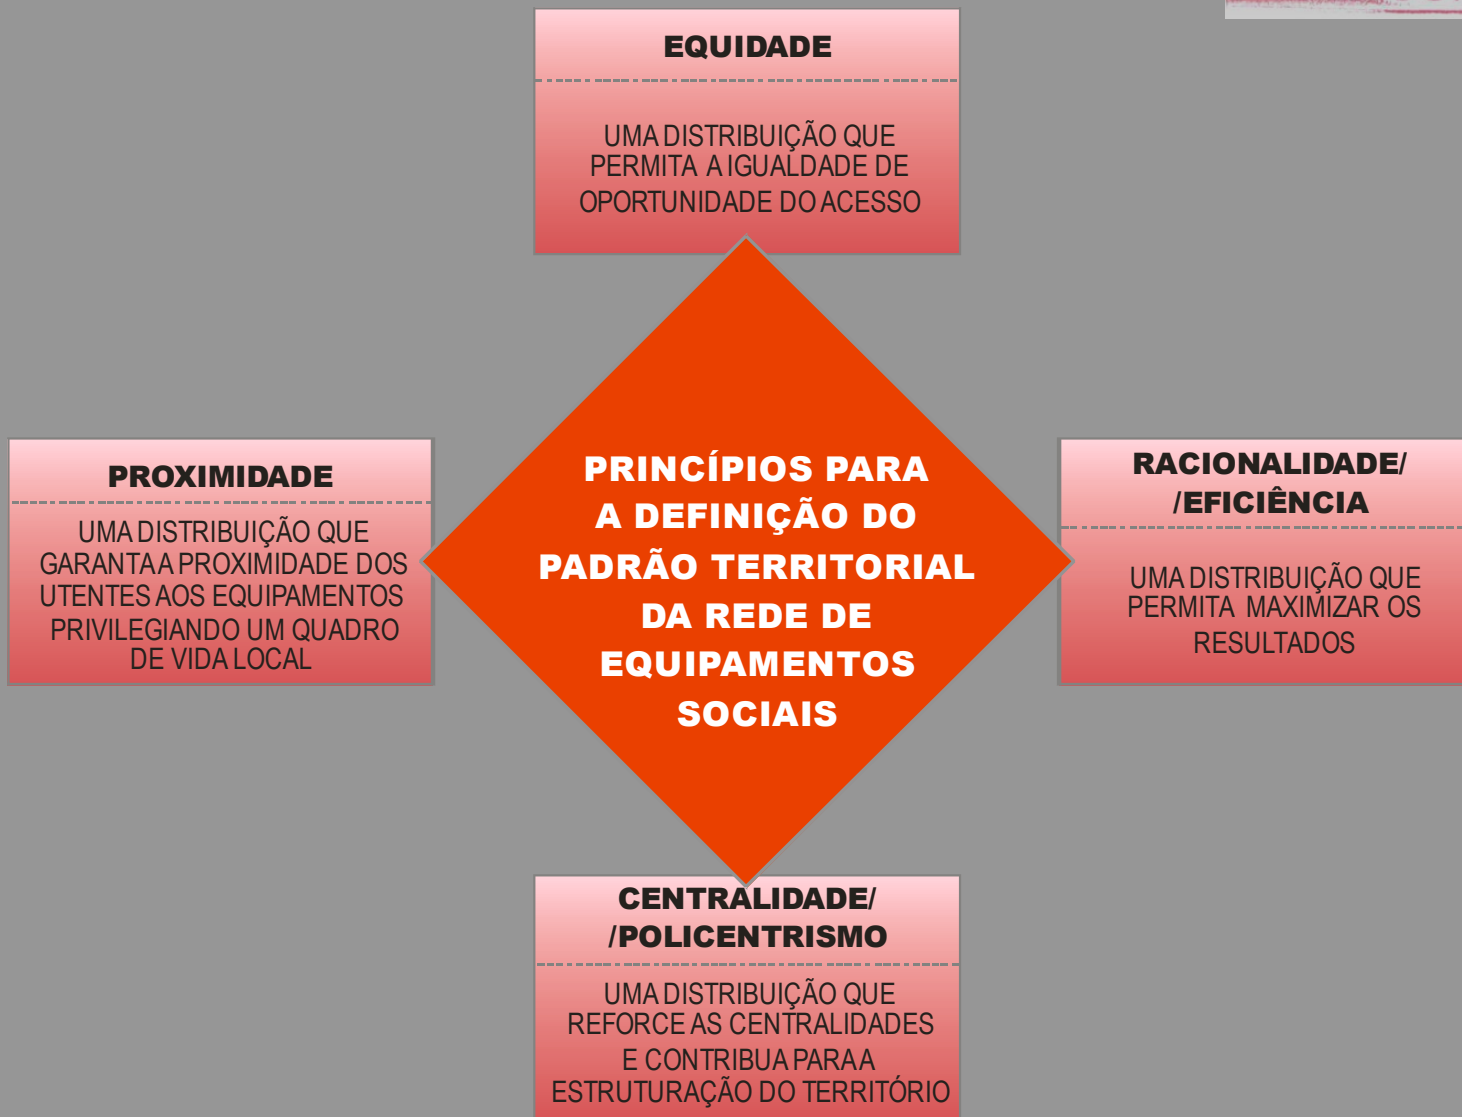 EQUIDADE
UMA DISTRIBUIÇÃO QUE
PERMITA A IGUALDADE DE
OPORTUNIDADE DO ACESSO
PROXIMIDADE
UMA DISTRIBUIÇÃO QUE
GARANTA A PROXIMIDADE DOS
UTENTES AOS EQUIPAMENTOS
PRIVILEGIANDO UM QUADRO
DE VIDA LOCAL
PRINCÍPIOS PARA
A DEFINIÇÃO DO
PADRÃO TERRITORIAL
DA REDE DE
EQUIPAMENTOS
SOCIAIS
RACIONALIDADE/
/EFICIÊNCIA
UMA DISTRIBUIÇÃO QUE
PERMITA MAXIMIZAR OS
RESULTADOS
CENTRALIDADE/
/POLICENTRISMO
UMA DISTRIBUIÇÃO QUE
REFORCE AS CENTRALIDADES
E CONTRIBUA PARA A
ESTRUTURAÇÃO DO TERRITÓRIO